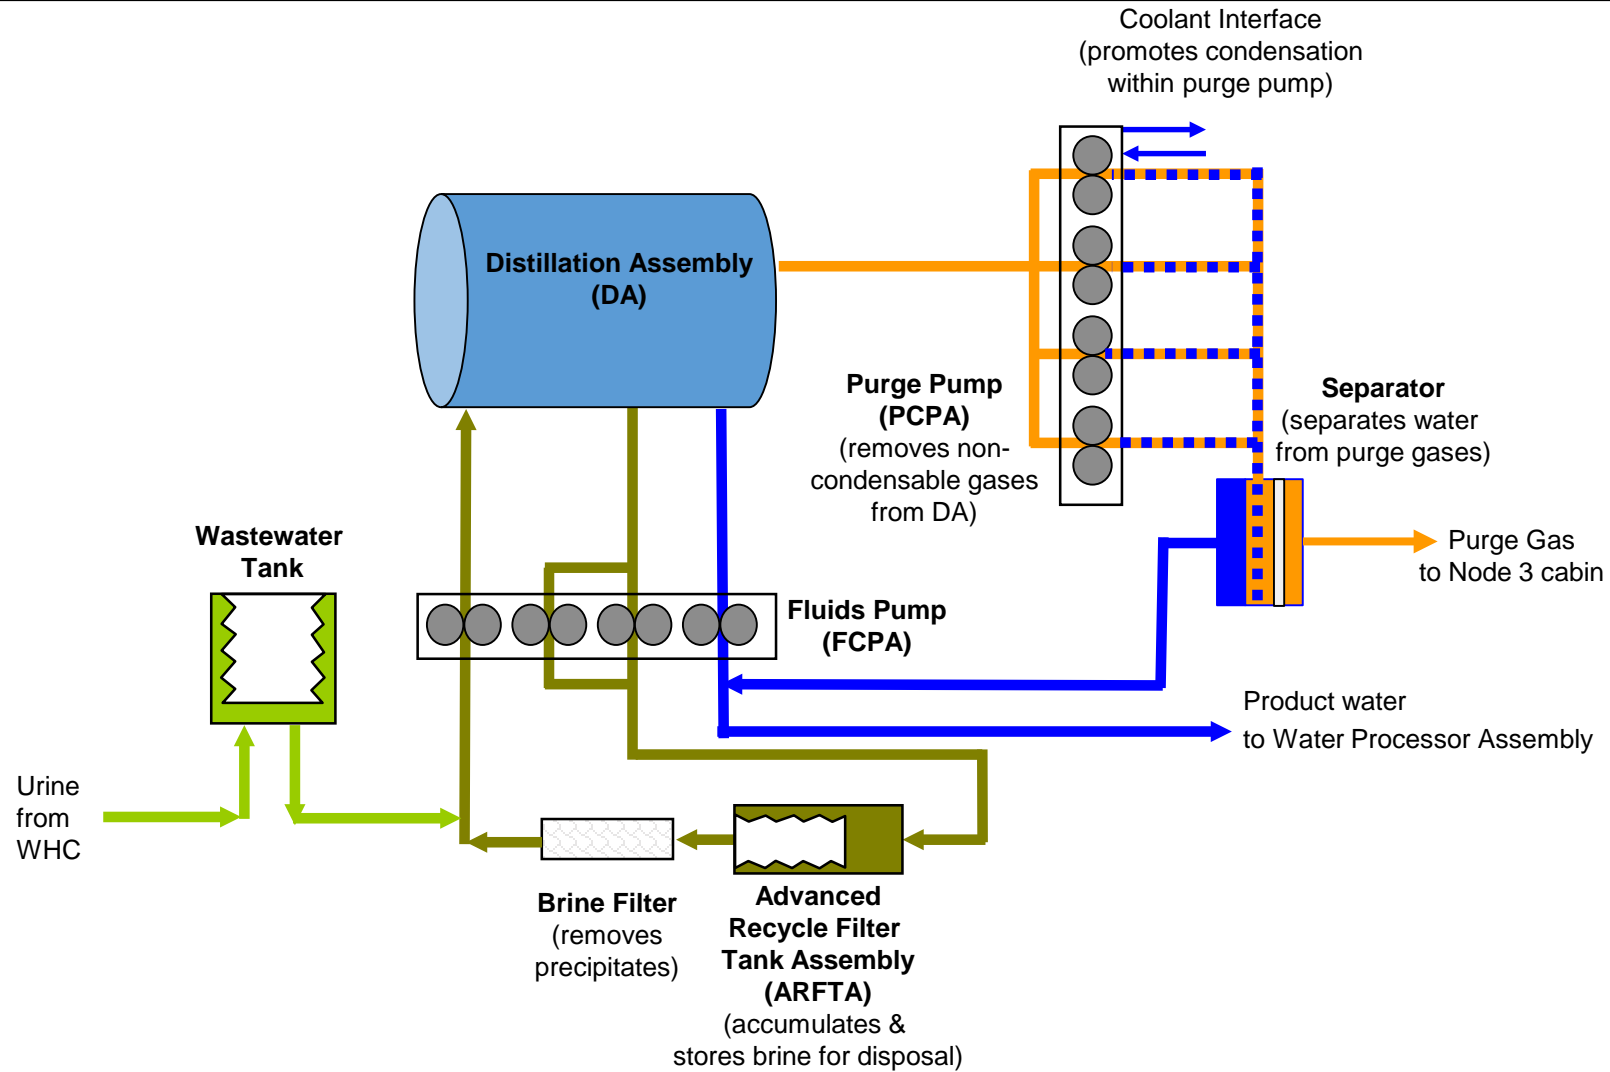 Coolant Interface
(promotes condensation
within purge pump)
Distillation Assembly
(DA)
Purge Pump
(PCPA)
(removes non-
condensable gases
from DA)
Separator
(separates water
from purge gases)
Wastewater
Tank
Purge Gas
to Node 3 cabin
Fluids Pump
(FCPA)
Product water
to Water Processor Assembly
Urine
from
WHC
Brine Filter
(removes
precipitates)
Advanced
Recycle Filter
Tank Assembly
(ARFTA)
(accumulates &
stores brine for disposal)